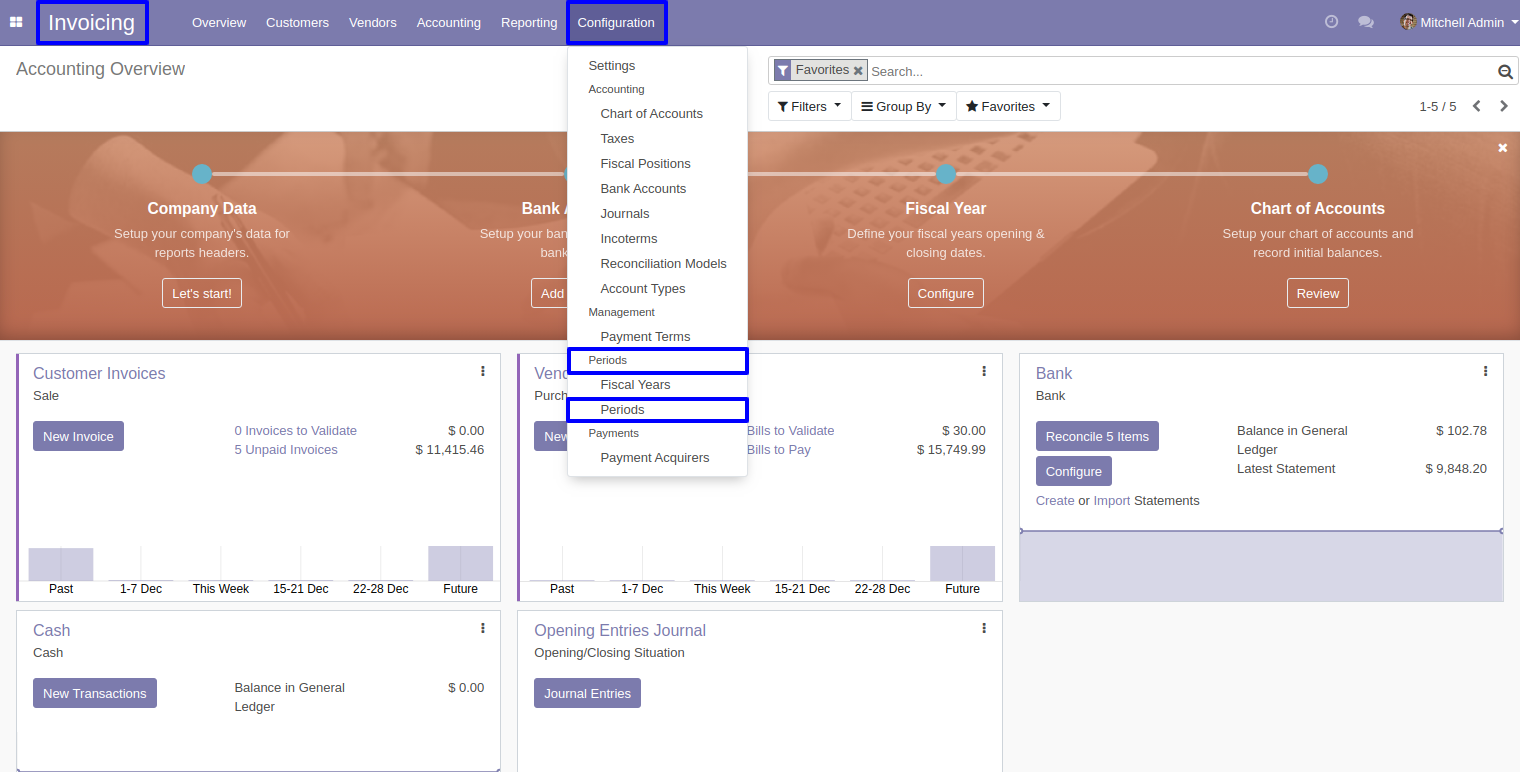 Invoicing
Overview Customers Vendors Accounting Reporting Configuration
Mitchell Admin
Accounting Overview
Favorites Search...
Filters Group By Favorites
1-5 / 5
Settings
Accounting
Chart of Accounts
Taxes
Fiscal Positions
Bank Accounts
Journals
Incoterms
Reconciliation Models
Account Types
Management
Payment Terms
Periods
Fiscal Years
Periods
Payments
Payment Acquirers
Company Data
Setup your company's data for
reports headers.
Let's start!
Bank
Setup your
bank
Add
Fiscal Year
Define your fiscal years opening &
closing dates.
Configure
Chart of Accounts
Setup your chart of accounts and
record initial balances.
Review
Customer Invoices
Sale
New Invoice
0 Invoices to Validate $ 0.00
5 Unpaid Invoices $ 11,415.46
Past 1-7 Dec This Week 15-21 Dec 22-28 Dec Future
Bills to Validate $ 30.00
Bills to Pay $ 15,749.99
Past 1-7 Dec This Week 15-21 Dec 22-28 Dec Future
Bank
Bank
Reconcile 5 Items
Configure
Create or Import Statements
Balance in General
Ledger
$ 102.78
Latest Statement $ 9,848.20
Cash
Cash
New Transactions
Balance in General
Ledger
$ 0.00
Opening Entries Journal
Opening/Closing Situation
Journal Entries